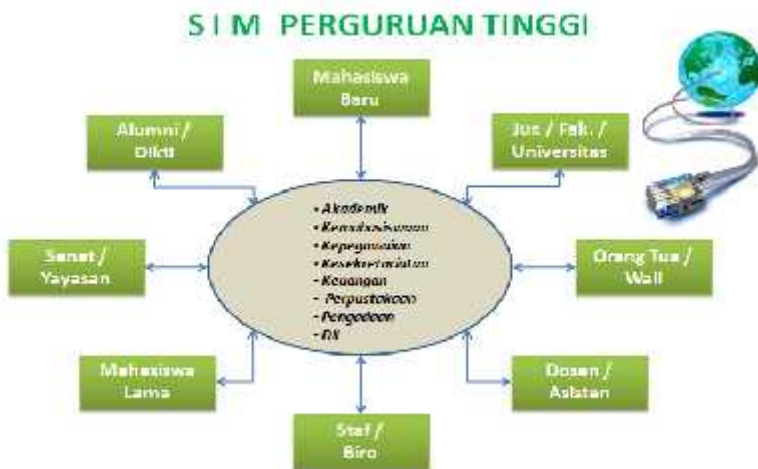 SIM PERGURUAN TINGGI
Mahasiswa
Baru
Alumni /
Dikti
Jur. / Fak. /
Universitas
• Akademik
• Kemahasiswaan
• Kepegawaian
• Kesekretariatan
• Keuangan
- Perpustakaan
• Pengadaan
• Dll
Senat /
Yayasan
Orang Tua /
Wali
Mahasiswa
Lama
Dosen /
Asisten
Staf /
Biro